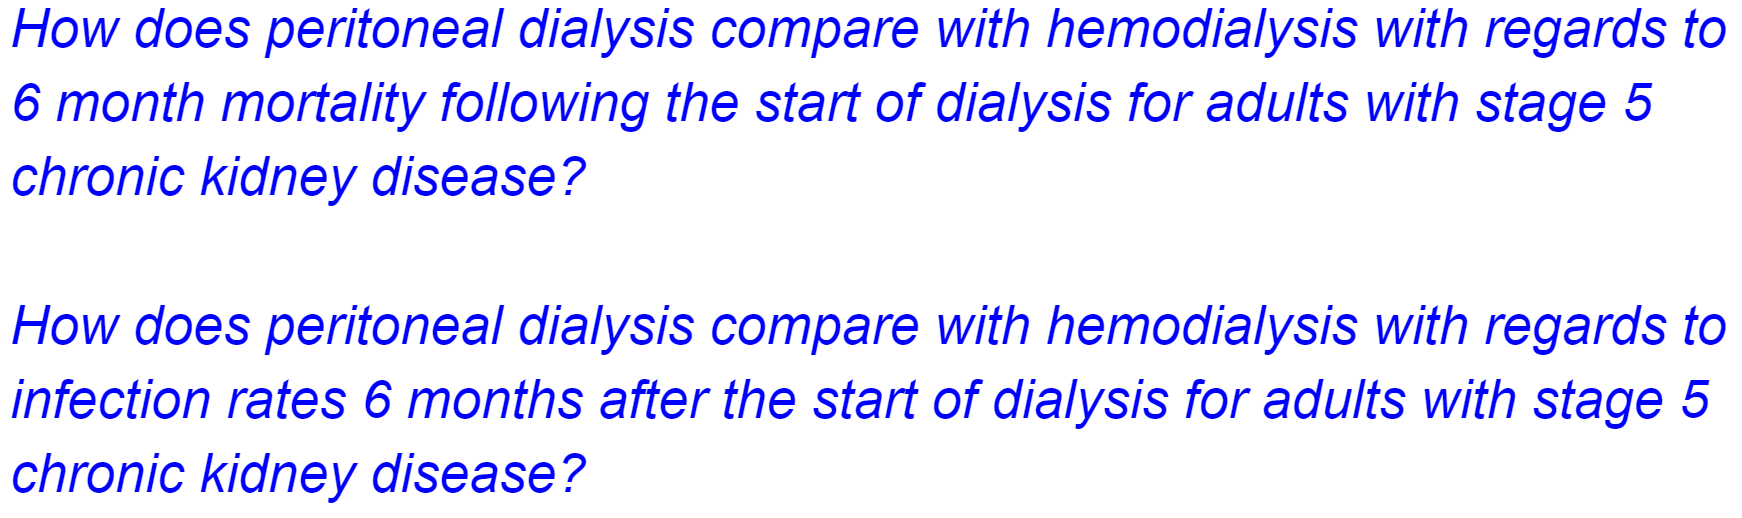 How does peritoneal dialysis compare with hemodialysis with regards to
6 month mortality following the start of dialysis for adults with stage 5
chronic kidney disease?
How does peritoneal dialysis compare with hemodialysis with regards to
infection rates 6 months after the start of dialysis for adults with stage 5
chronic kidney disease?